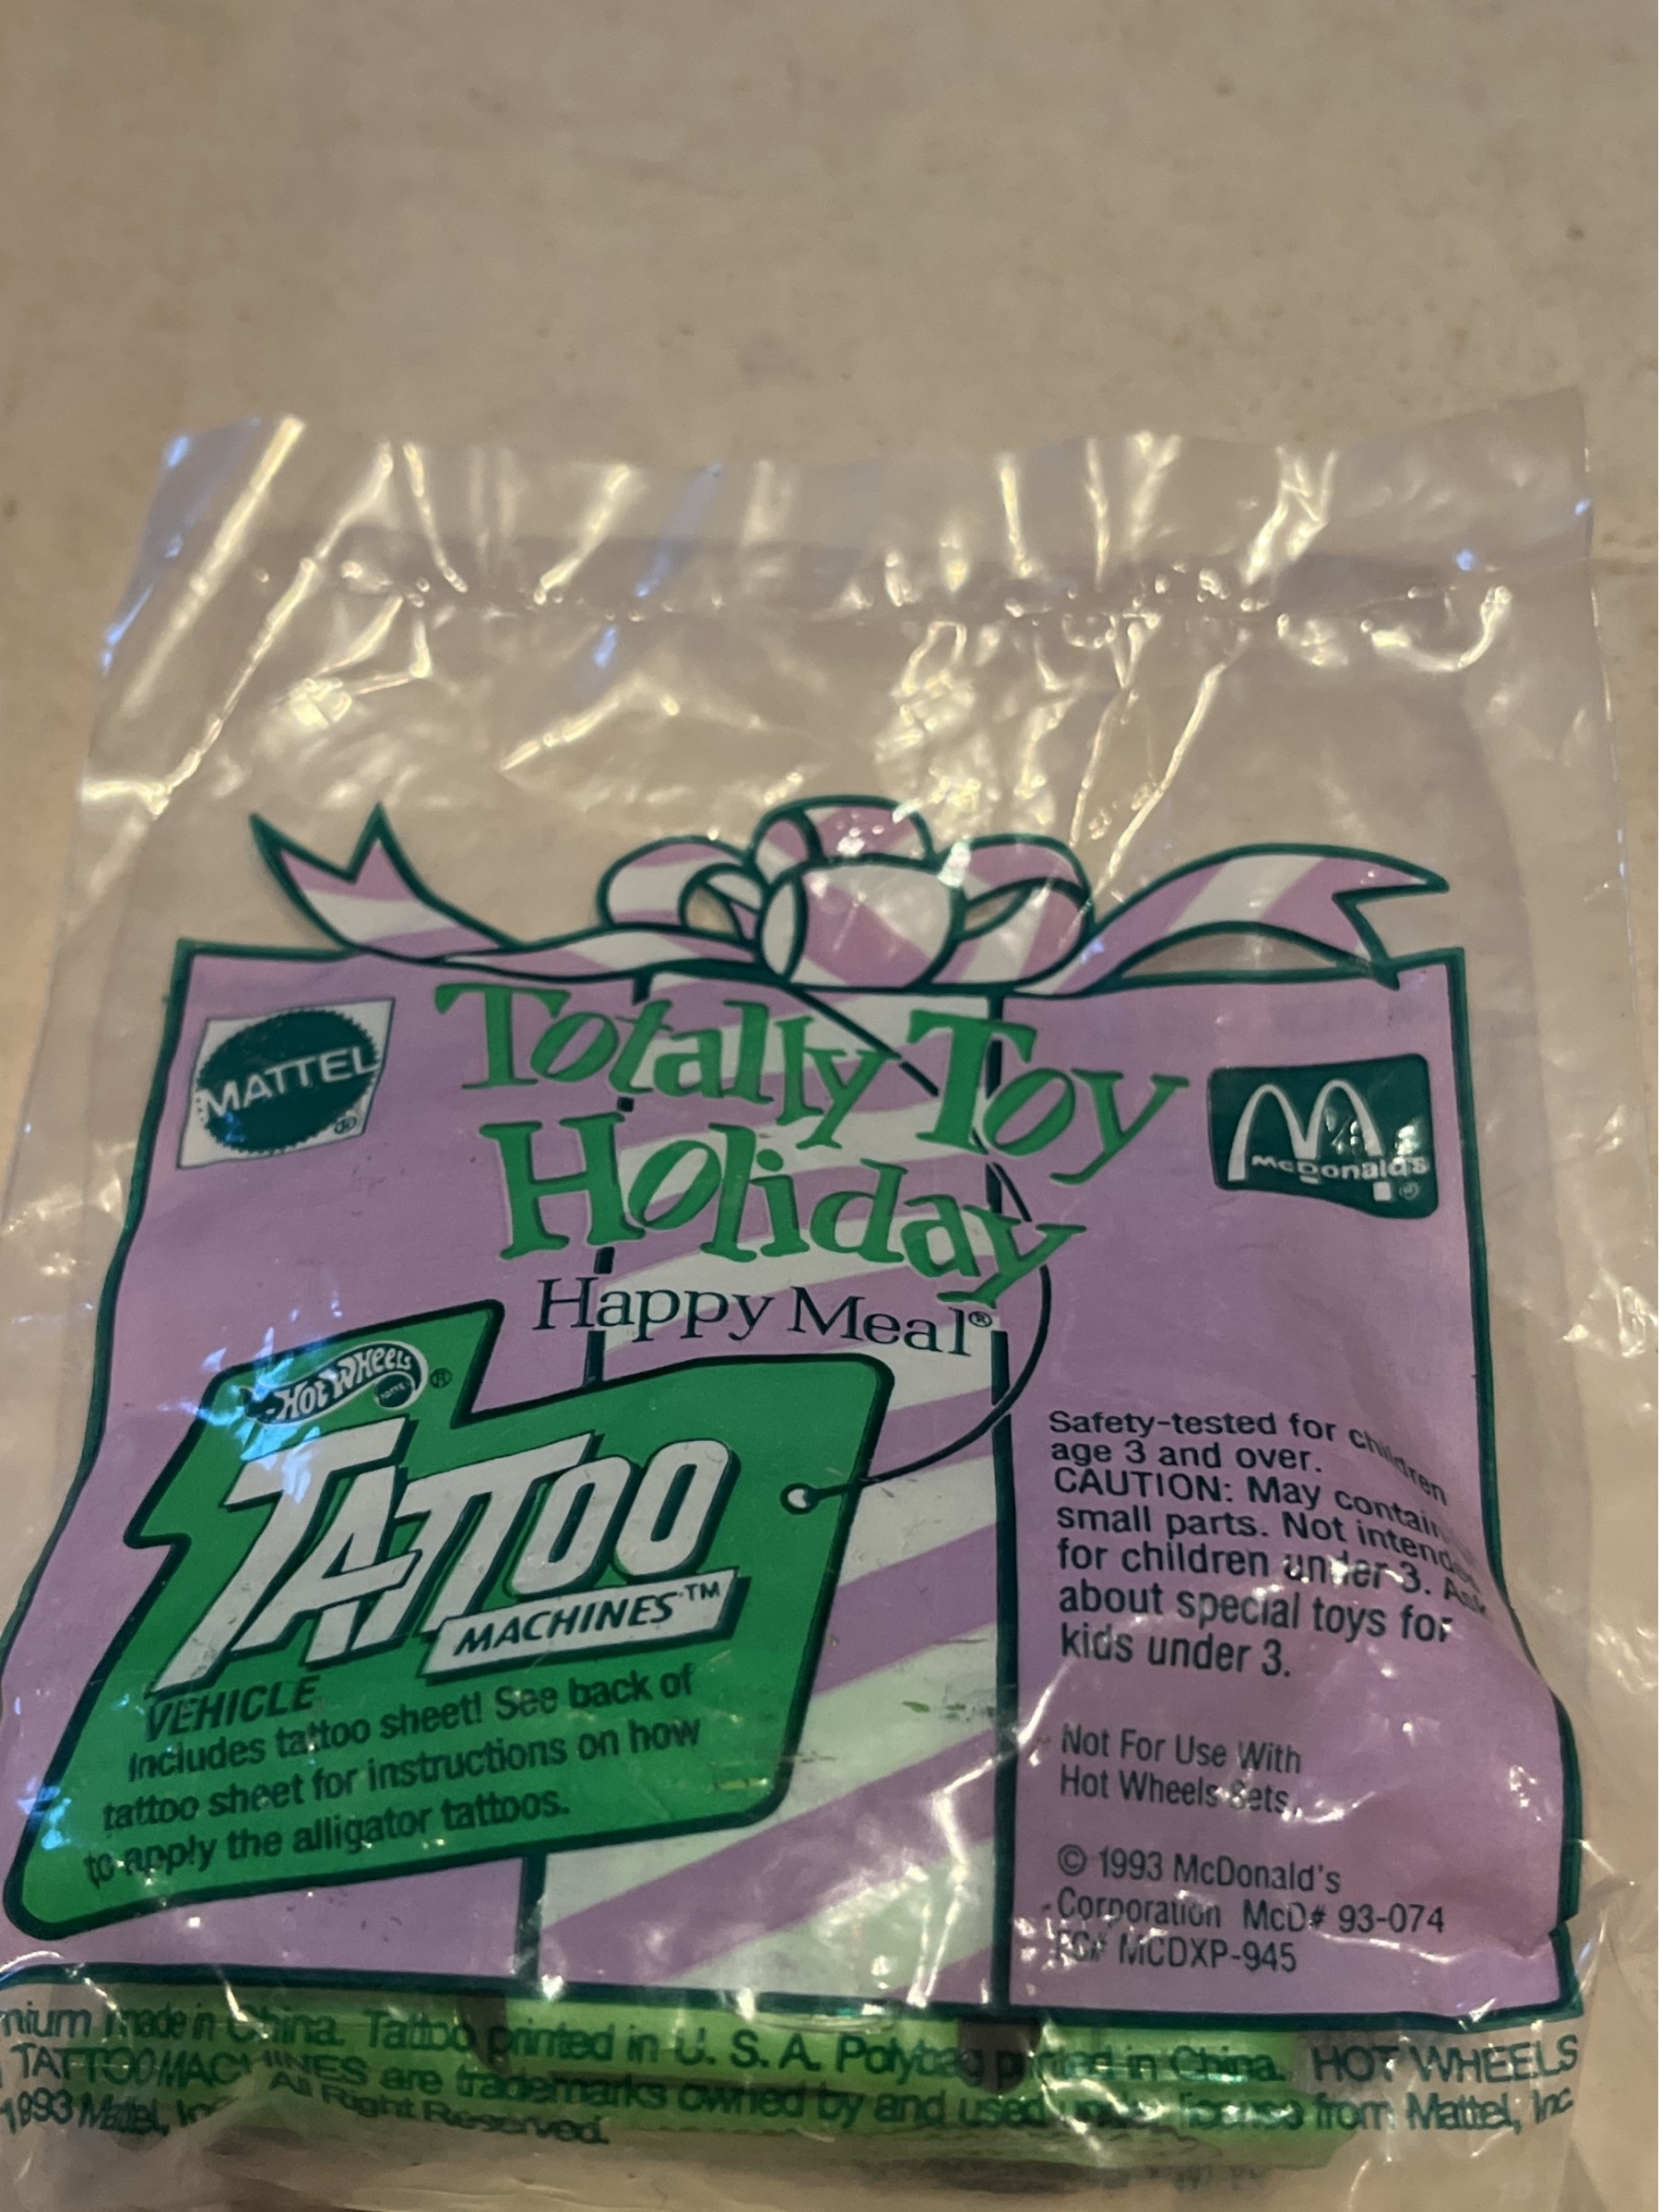 MATTEL®
Totally Toy
Holiday
Happy Meal®
McDonald's®
HOT WHEELS®
MATTEL
TATTOO
MACHINES™
VEHICLE
Includes tattoo sheet! See back of
tattoo sheet for instructions on how
to apply the alligator tattoos.
Safety-tested for children
age 3 and over.
CAUTION: May contain
small parts. Not intended
for children under 3. Ask
about special toys for
kids under 3.
Not For Use With
Hot Wheels Sets
© 1993 McDonald's
Corporation McD# 93-074
MCDXP-945
made in China. Tattoo printed in U. S. A. Polybag printed in China. HOT WHEELS
TATTOO MACHINES are trademarks owned by and used under license from Mattel, Inc
1993 Mattel, Inc All Right Reserved.